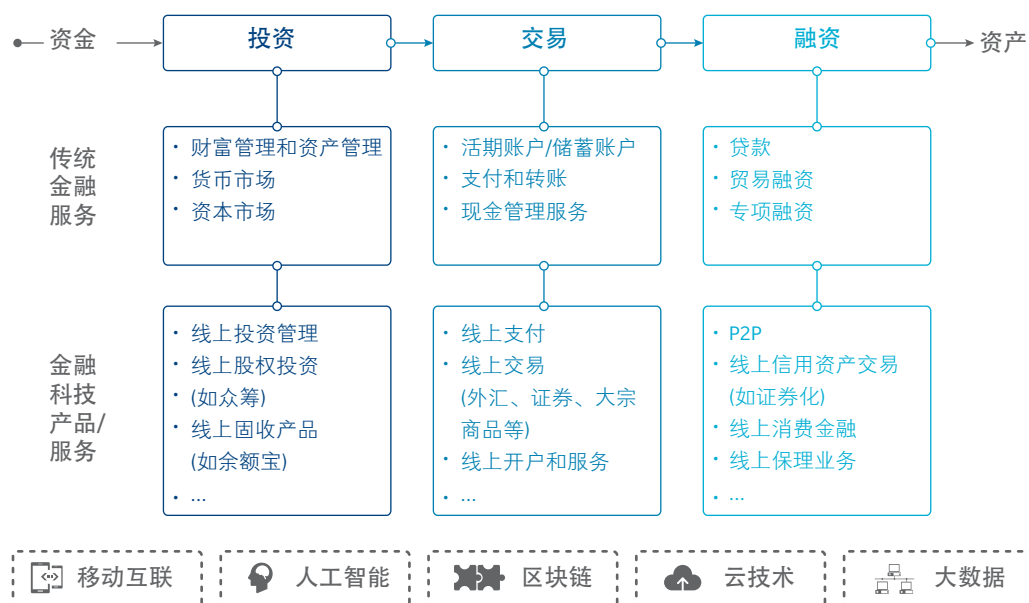 资金
投资
交易
融资
资产
传统
金融
服务
· 财富管理和资产管理
· 货币市场
· 资本市场
· 活期账户/储蓄账户
· 支付和转账
· 现金管理服务
· 贷款
· 贸易融资
· 专项融资
金融
科技
产品/
服务
· 线上投资管理
· 线上股权投资
· (如众筹)
· 线上固收产品
(如余额宝)
· ...
· 线上支付
· 线上交易
(外汇、证券、大宗
商品等)
· 线上开户和服务
· ...
· P2P
· 线上信用资产交易
(如证券化)
· 线上消费金融
· 线上保理业务
· ...
移动互联
人工智能
区块链
云技术
大数据